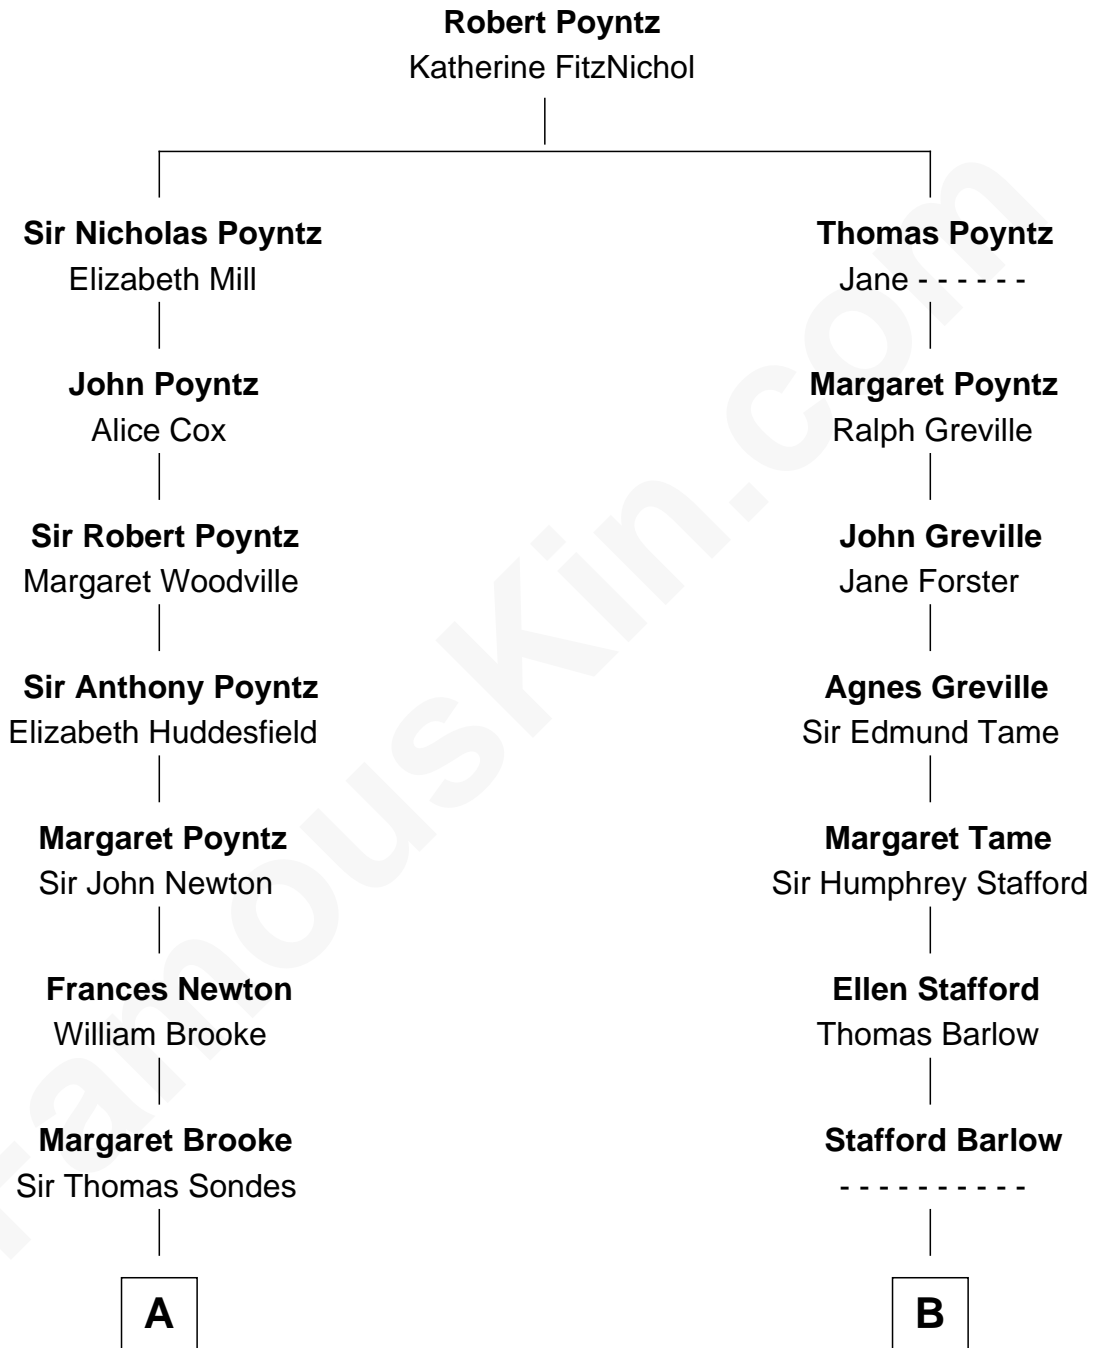 Robert Poyntz
Katherine FitzNichol
Sir Nicholas Poyntz
Elizabeth Mill
Thomas Poyntz
Jane - - - - - -
John Poyntz
Alice Cox
Margaret Poyntz
Ralph Greville
Sir Robert Poyntz
Margaret Woodville
John Greville
Jane Forster
Sir Anthony Poyntz
Elizabeth Huddesfield
Agnes Greville
Sir Edmund Tame
Margaret Poyntz
Sir John Newton
Margaret Tame
Sir Humphrey Stafford
Frances Newton
William Brooke
Ellen Stafford
Thomas Barlow
Margaret Brooke
Sir Thomas Sondes
Stafford Barlow
- - - - - - - - - -
A
B
FamousKin.com